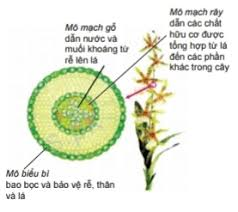 Mô mạch gỗ
dẫn nước và
muối khoáng từ
rễ lên lá
Mô mạch rây
dẫn các chất
hữu cơ được
tổng hợp từ lá
đến các phần
khác trong cây
Mô biểu bì
bao bọc và bảo vệ rễ, thân
và lá